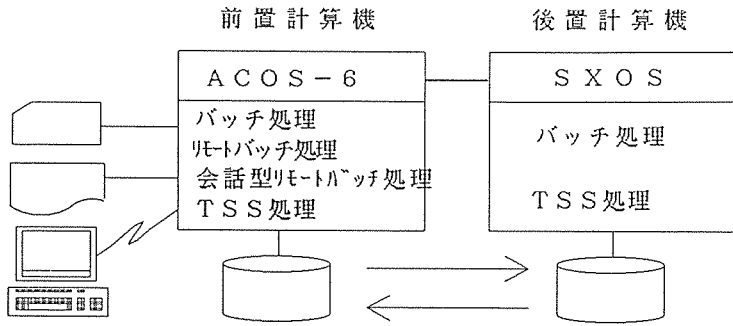 前置計算機
後置計算機
ACOS-6
バッチ処理
リモートバッチ処理
会話型リモートバッチ処理
TSS処理
SXOS
バッチ処理
TSS処理